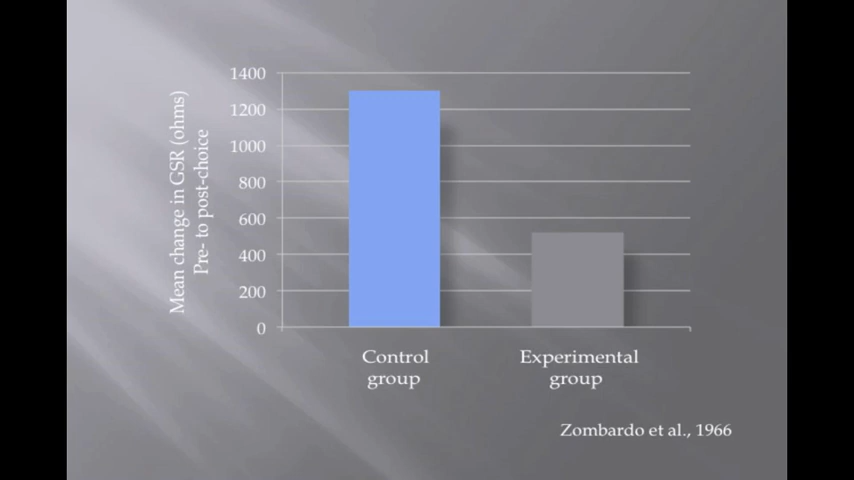 Mean change in GSR (ohms)
Pre- to post-choice
1400
1200
1000
800
600
400
200
0
Control
group
Experimental
group
Zombardo et al., 1966